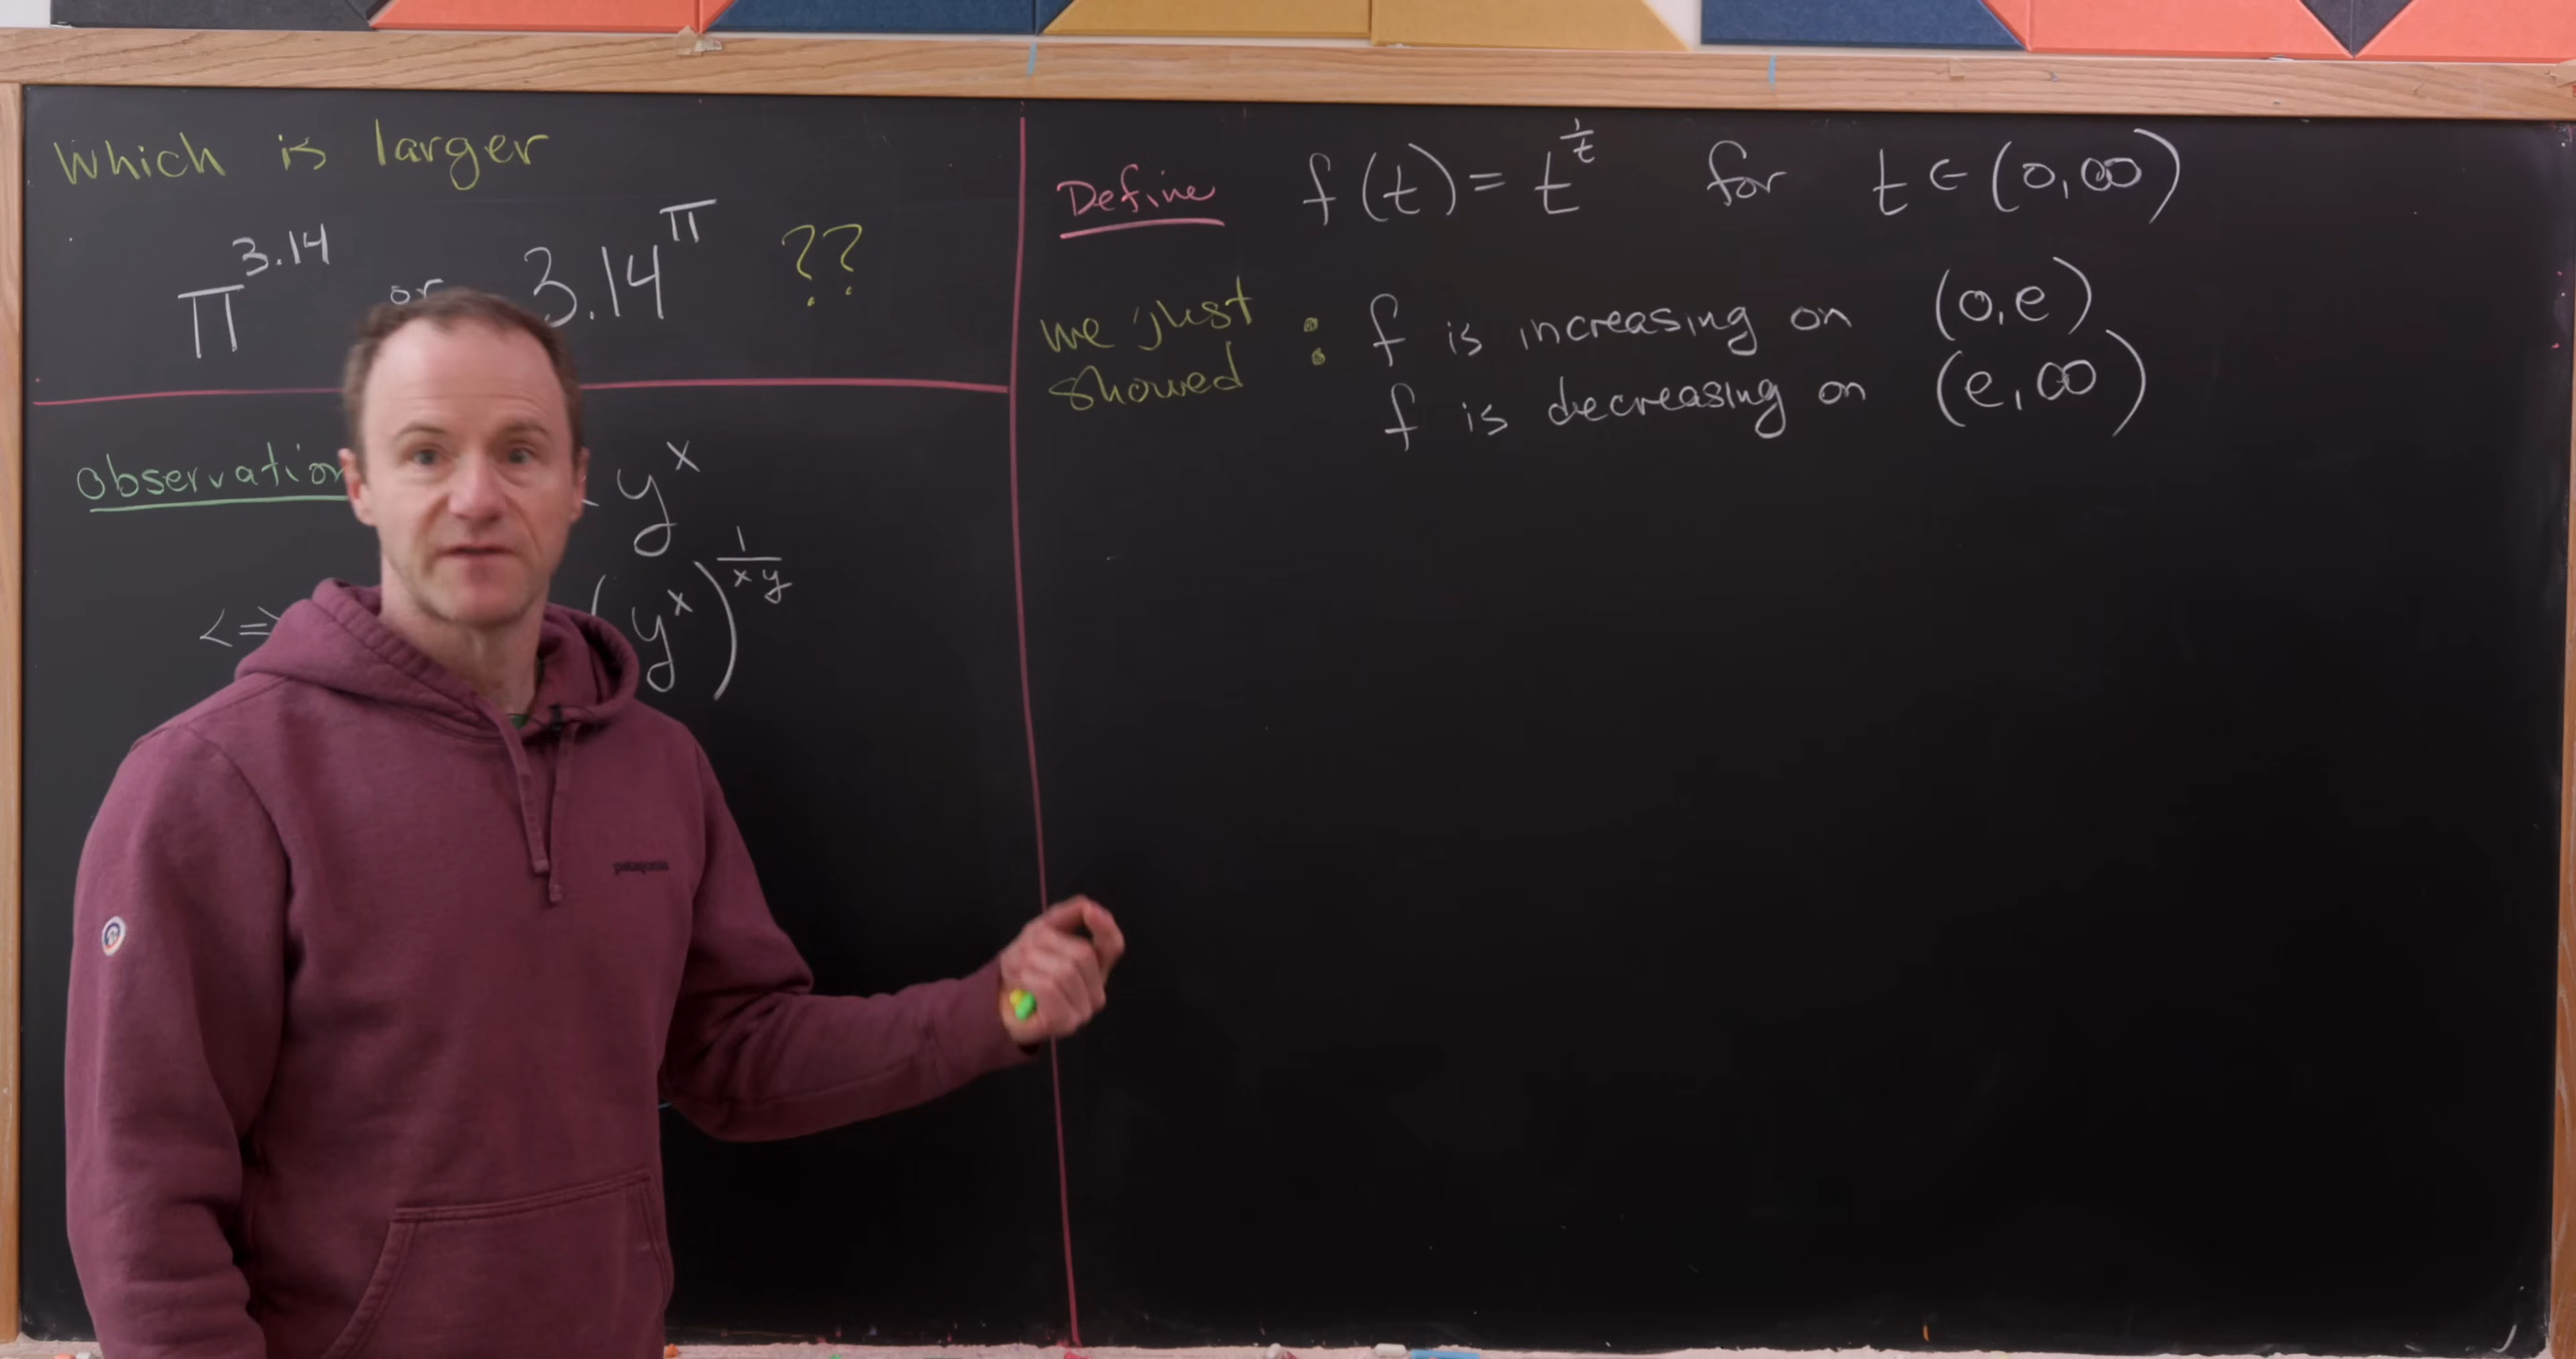 Which is larger
π^3.14 or 3.14^π ??
observation
< y^x
<=> (y^x)^(1/xy)
patagonia
Define f(t) = t^(1/t) for t ∈ (0,∞)
we just showed : f is increasing on (0,e)
f is decreasing on (e,∞)